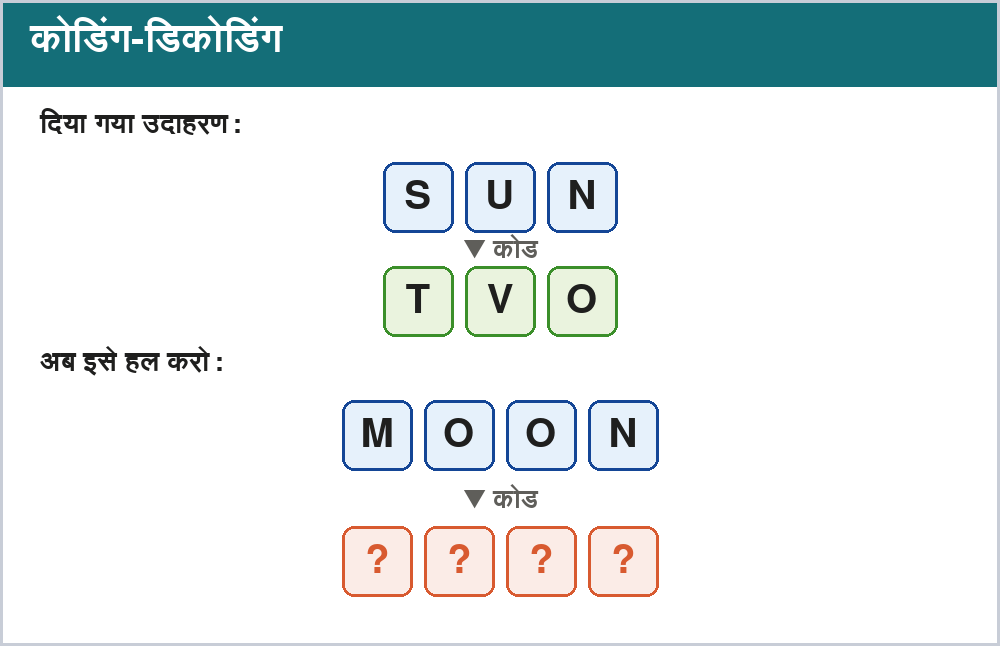 कोडिंग-डिकोडिंग
दिया गया उदाहरण :
S U N
▼ कोड
T V O
अब इसे हल करो :
M O O N
▼ कोड
? ? ? ?